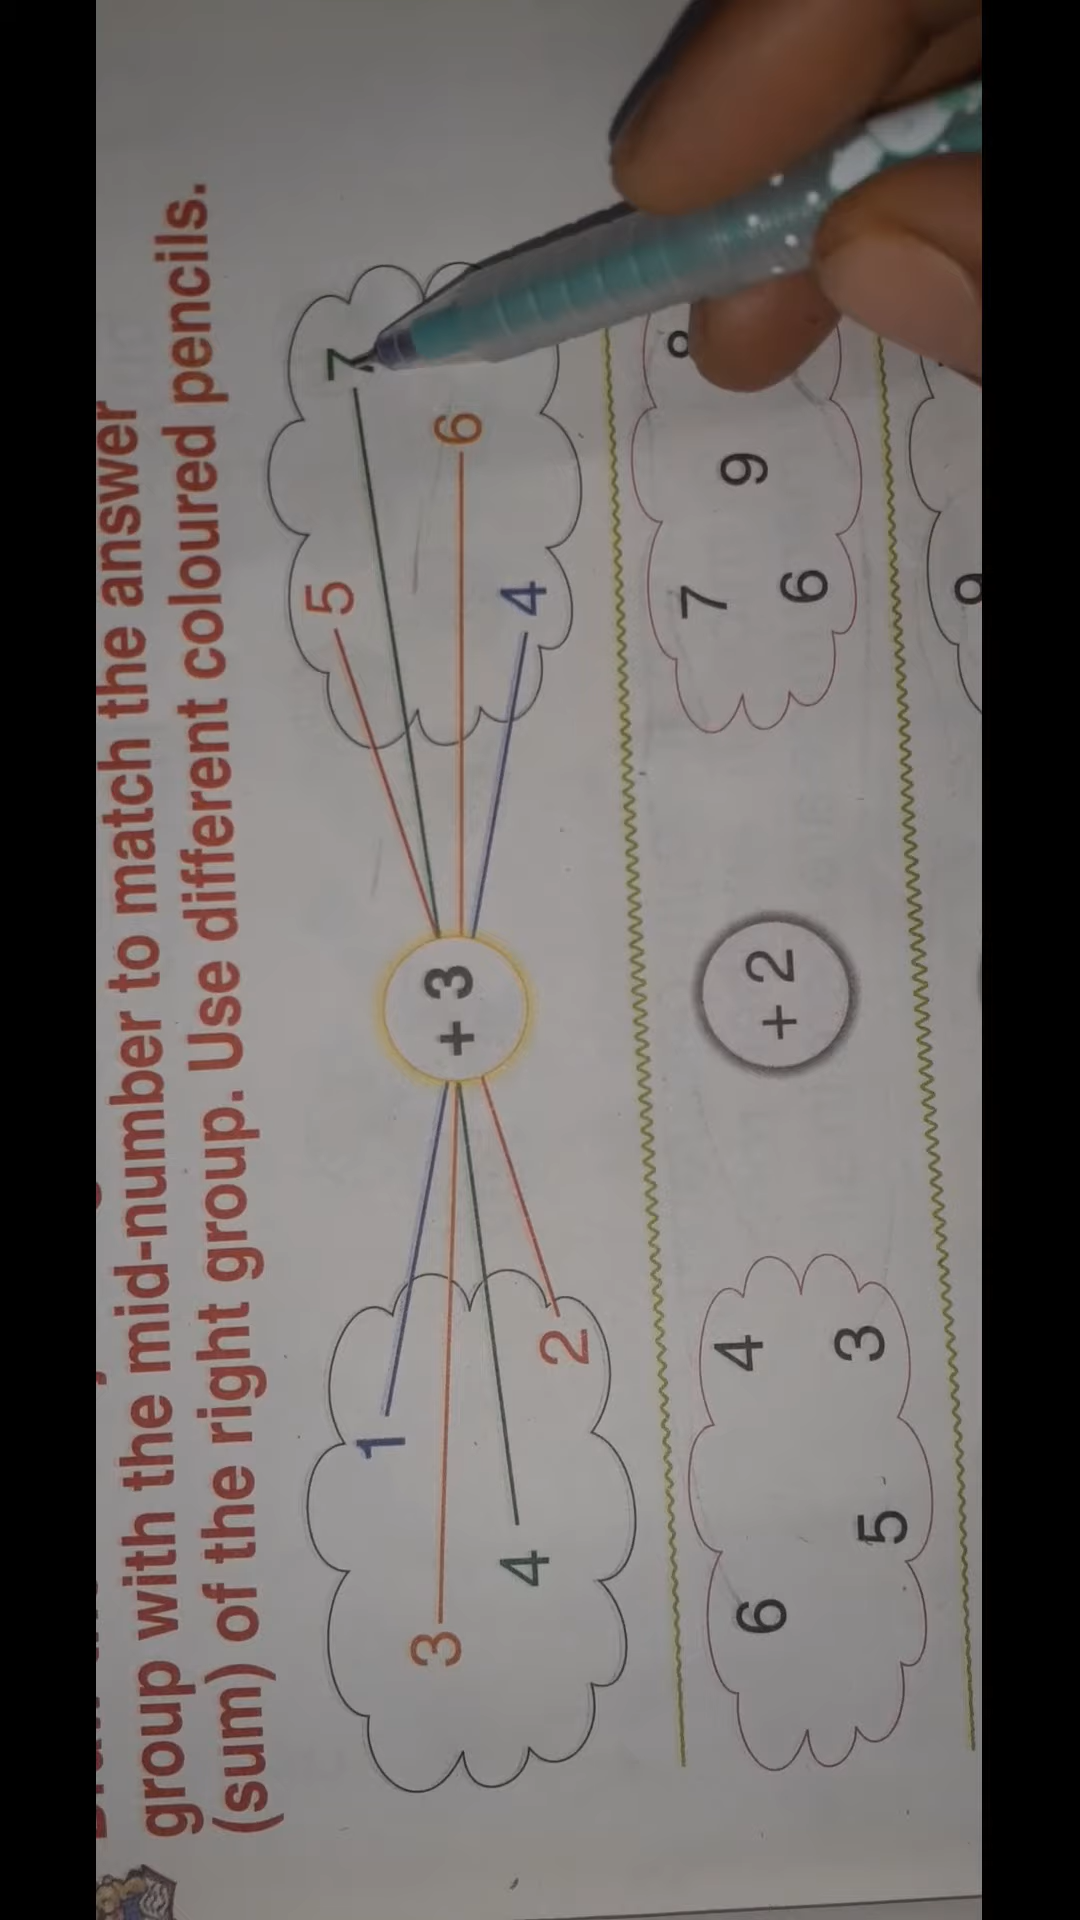 group with the mid-number to match the answer
(sum) of the right group. Use different coloured pencils.
1 5 7
3 + 3 6
4 4
2
6 4 7 8
+ 2 9
5 3 6